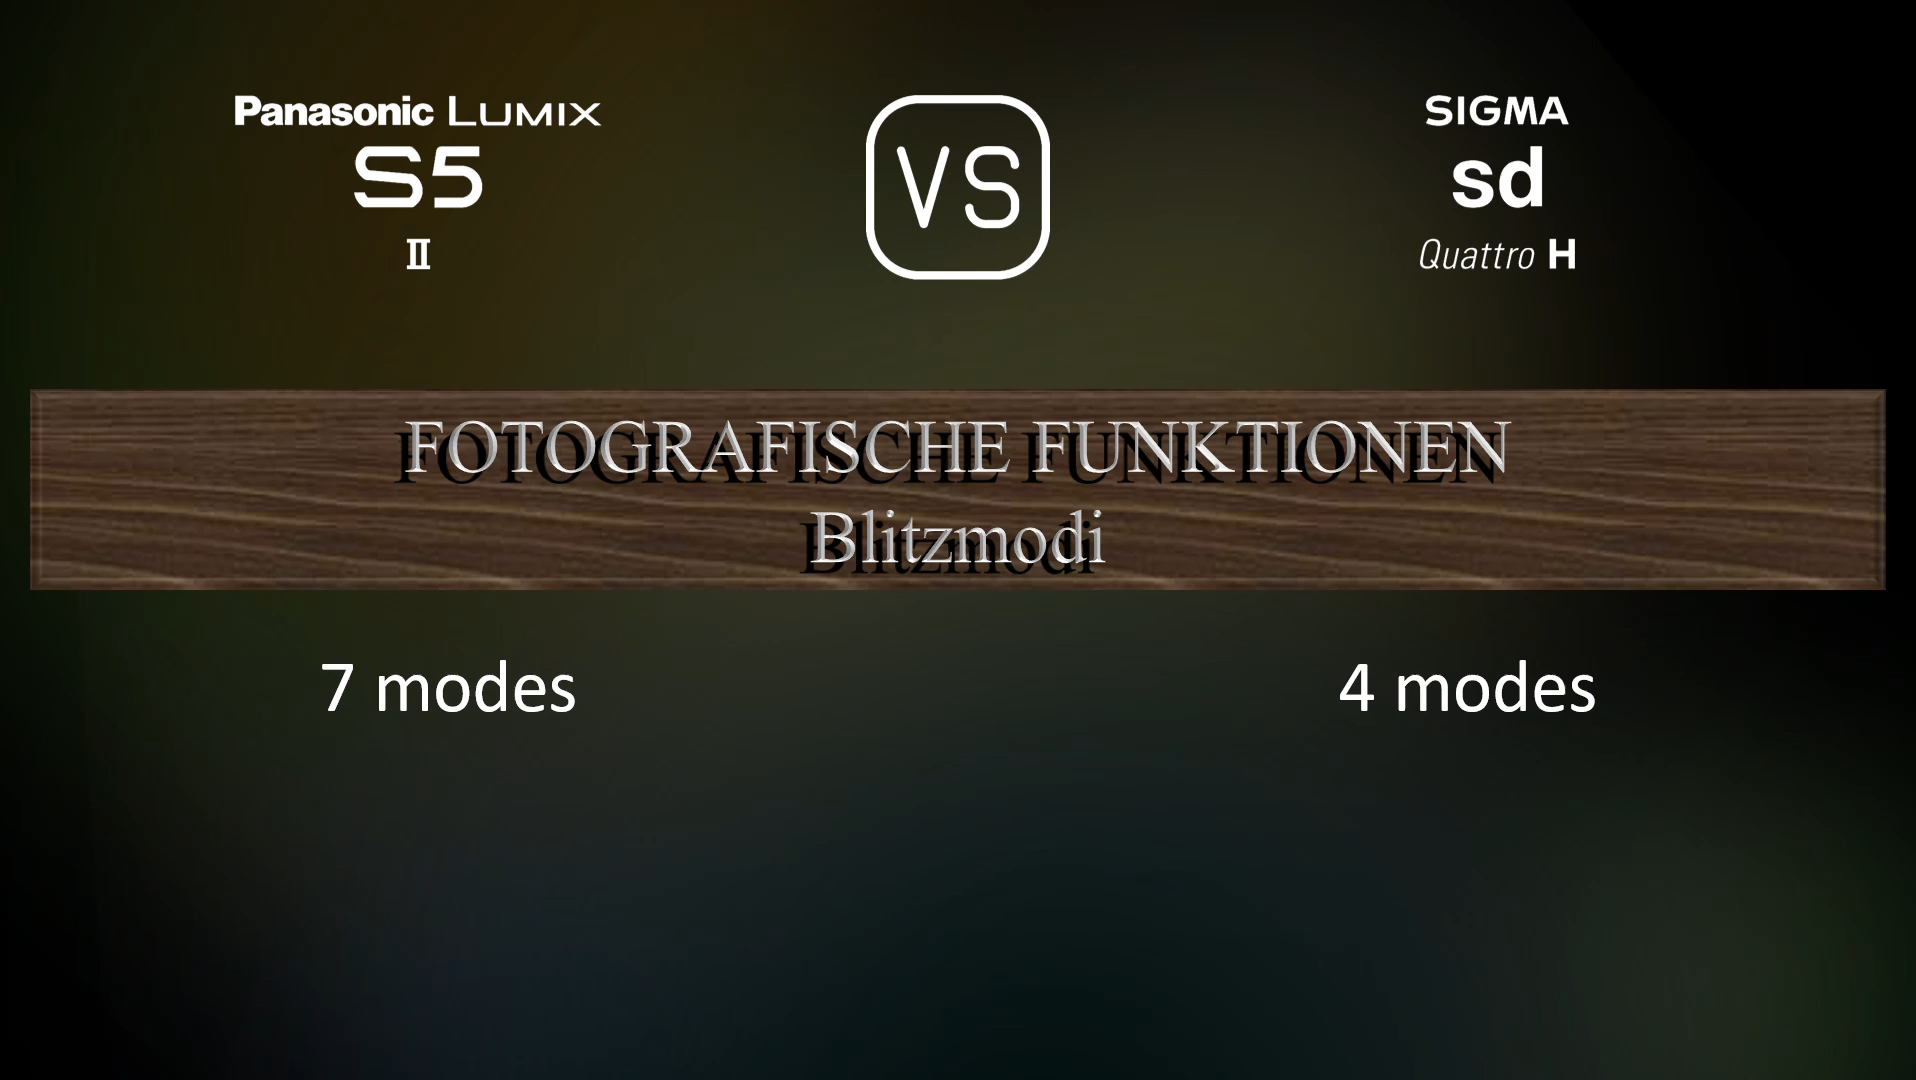 Panasonic LUMIX
S5
II
VS
SIGMA
sd
Quattro H
FOTOGRAFISCHE FUNKTIONEN
Blitzmodi
7 modes
4 modes